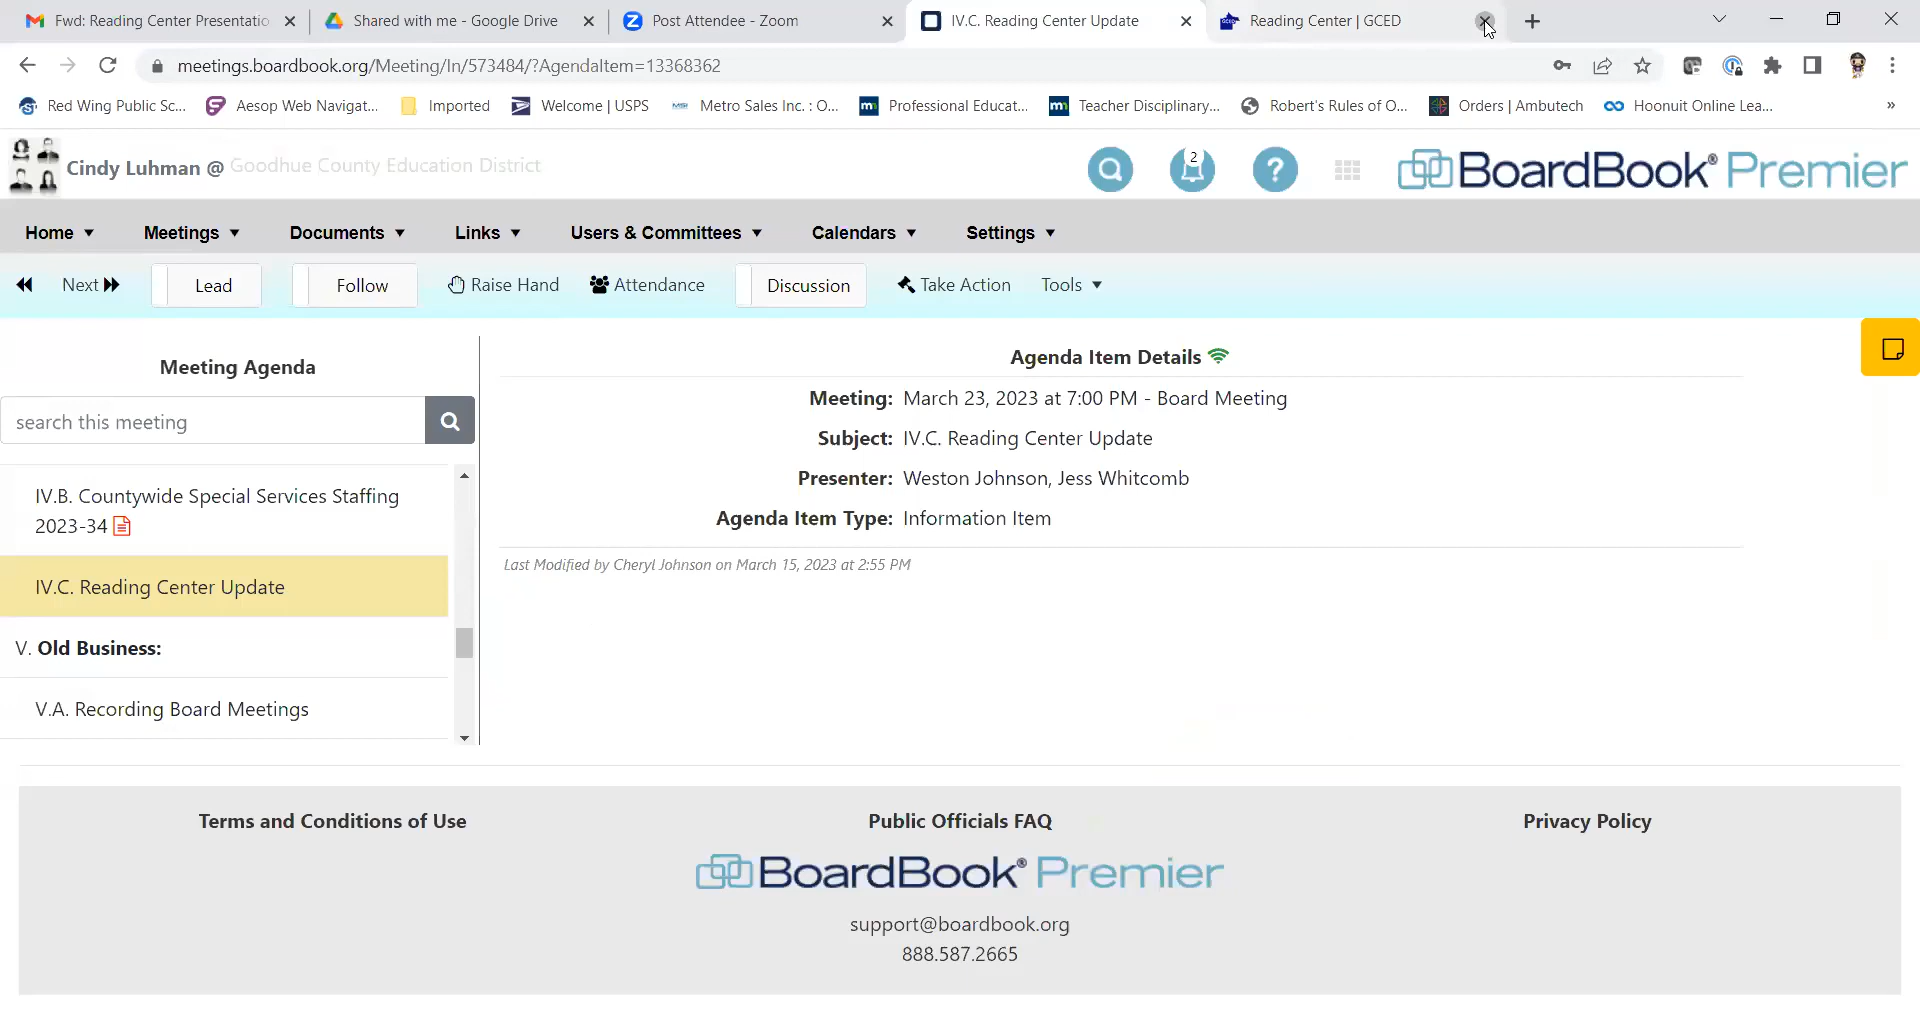 Fwd: Reading Center Presentatio
Shared with me - Google Drive
Post Attendee - Zoom
IV.C. Reading Center Update
Reading Center | GCED
meetings.boardbook.org/Meeting/In/573484/?AgendaItem=13368362
Red Wing Public Sc...
Aesop Web Navigat...
Imported
Welcome | USPS
Metro Sales Inc. : O...
Professional Educat...
Teacher Disciplinary...
Robert's Rules of O...
Orders | Ambutech
Hoonuit Online Lea...
»
Cindy Luhman @ Goodhue County Education District
2
?
BoardBook® Premier
Home
Meetings
Documents
Links
Users & Committees
Calendars
Settings
Next
Lead
Follow
Raise Hand
Attendance
Discussion
Take Action
Tools
Meeting Agenda
search this meeting
IV.B. Countywide Special Services Staffing
2023-34
IV.C. Reading Center Update
V. Old Business:
V.A. Recording Board Meetings
Agenda Item Details
Meeting: March 23, 2023 at 7:00 PM - Board Meeting
Subject: IV.C. Reading Center Update
Presenter: Weston Johnson, Jess Whitcomb
Agenda Item Type: Information Item
Last Modified by Cheryl Johnson on March 15, 2023 at 2:55 PM
Terms and Conditions of Use
Public Officials FAQ
Privacy Policy
BoardBook® Premier
support@boardbook.org
888.587.2665